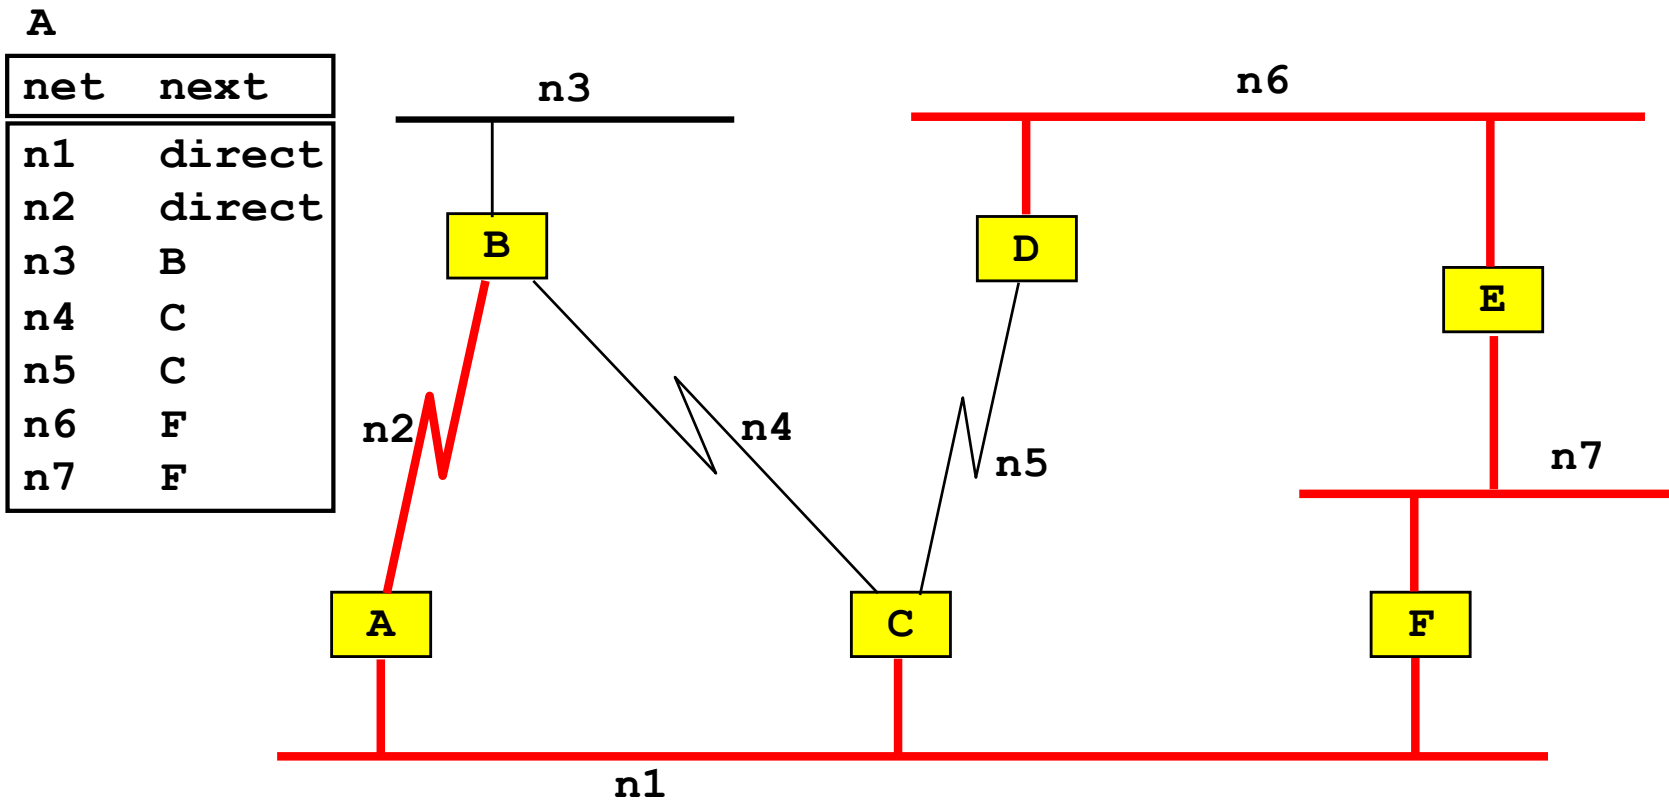 A
net next
n1 direct
n2 direct
n3 B
n4 C
n5 C
n6 F
n7 F
n3
n6
B
D
E
n2
n4
n5
n7
A
C
F
n1